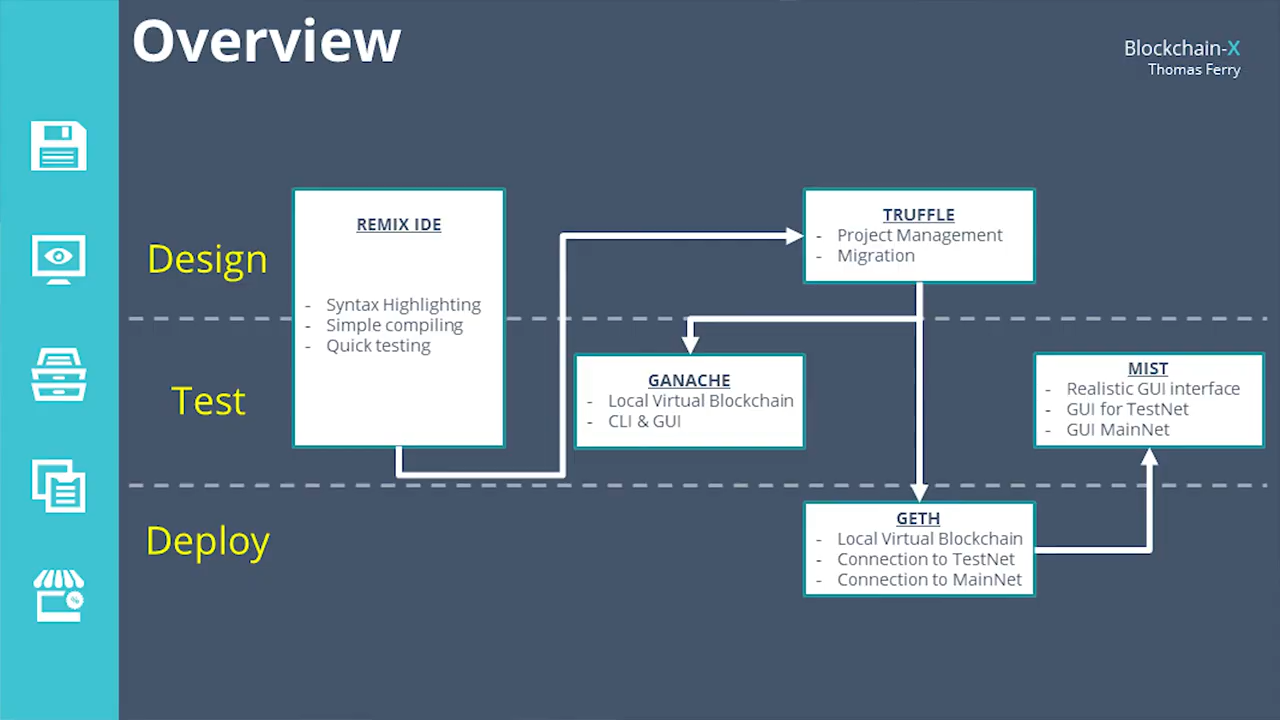 Overview
Blockchain-X
Thomas Ferry
Design
Test
Deploy
REMIX IDE
- Syntax Highlighting
- Simple compiling
- Quick testing
TRUFFLE
- Project Management
- Migration
GANACHE
- Local Virtual Blockchain
- CLI & GUI
MIST
- Realistic GUI interface
- GUI for TestNet
- GUI MainNet
GETH
- Local Virtual Blockchain
- Connection to TestNet
- Connection to MainNet
%